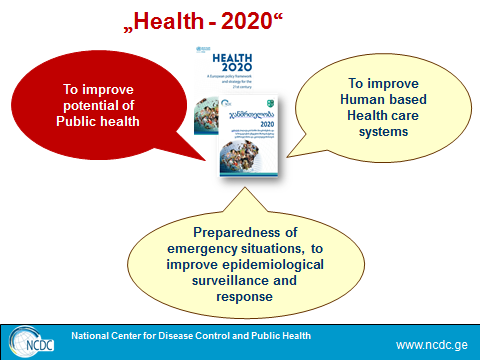 „Health - 2020“
To improve
potential of
Public health
HEALTH
2020
A European policy framework
and strategy for the
21st century
ჯანმრთელობა
2020
To improve
Human based
Health care
systems
Preparedness of
emergency situations, to
improve epidemiological
surveillance and
response
NCDC
National Center for Disease Control and Public Health
www.ncdc.ge